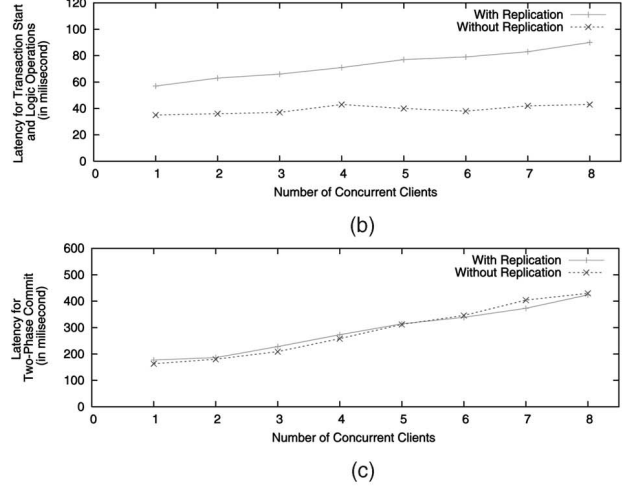 Latency for Transaction Start
and Logic Operations
(in milisecond)
120
100
80
60
40
20
0
With Replication
Without Replication
0 1 2 3 4 5 6 7 8
Number of Concurrent Clients
(b)
Latency for
Two-Phase Commit
(in milisecond)
600
500
400
300
200
100
0
With Replication
Without Replication
0 1 2 3 4 5 6 7 8
Number of Concurrent Clients
(c)